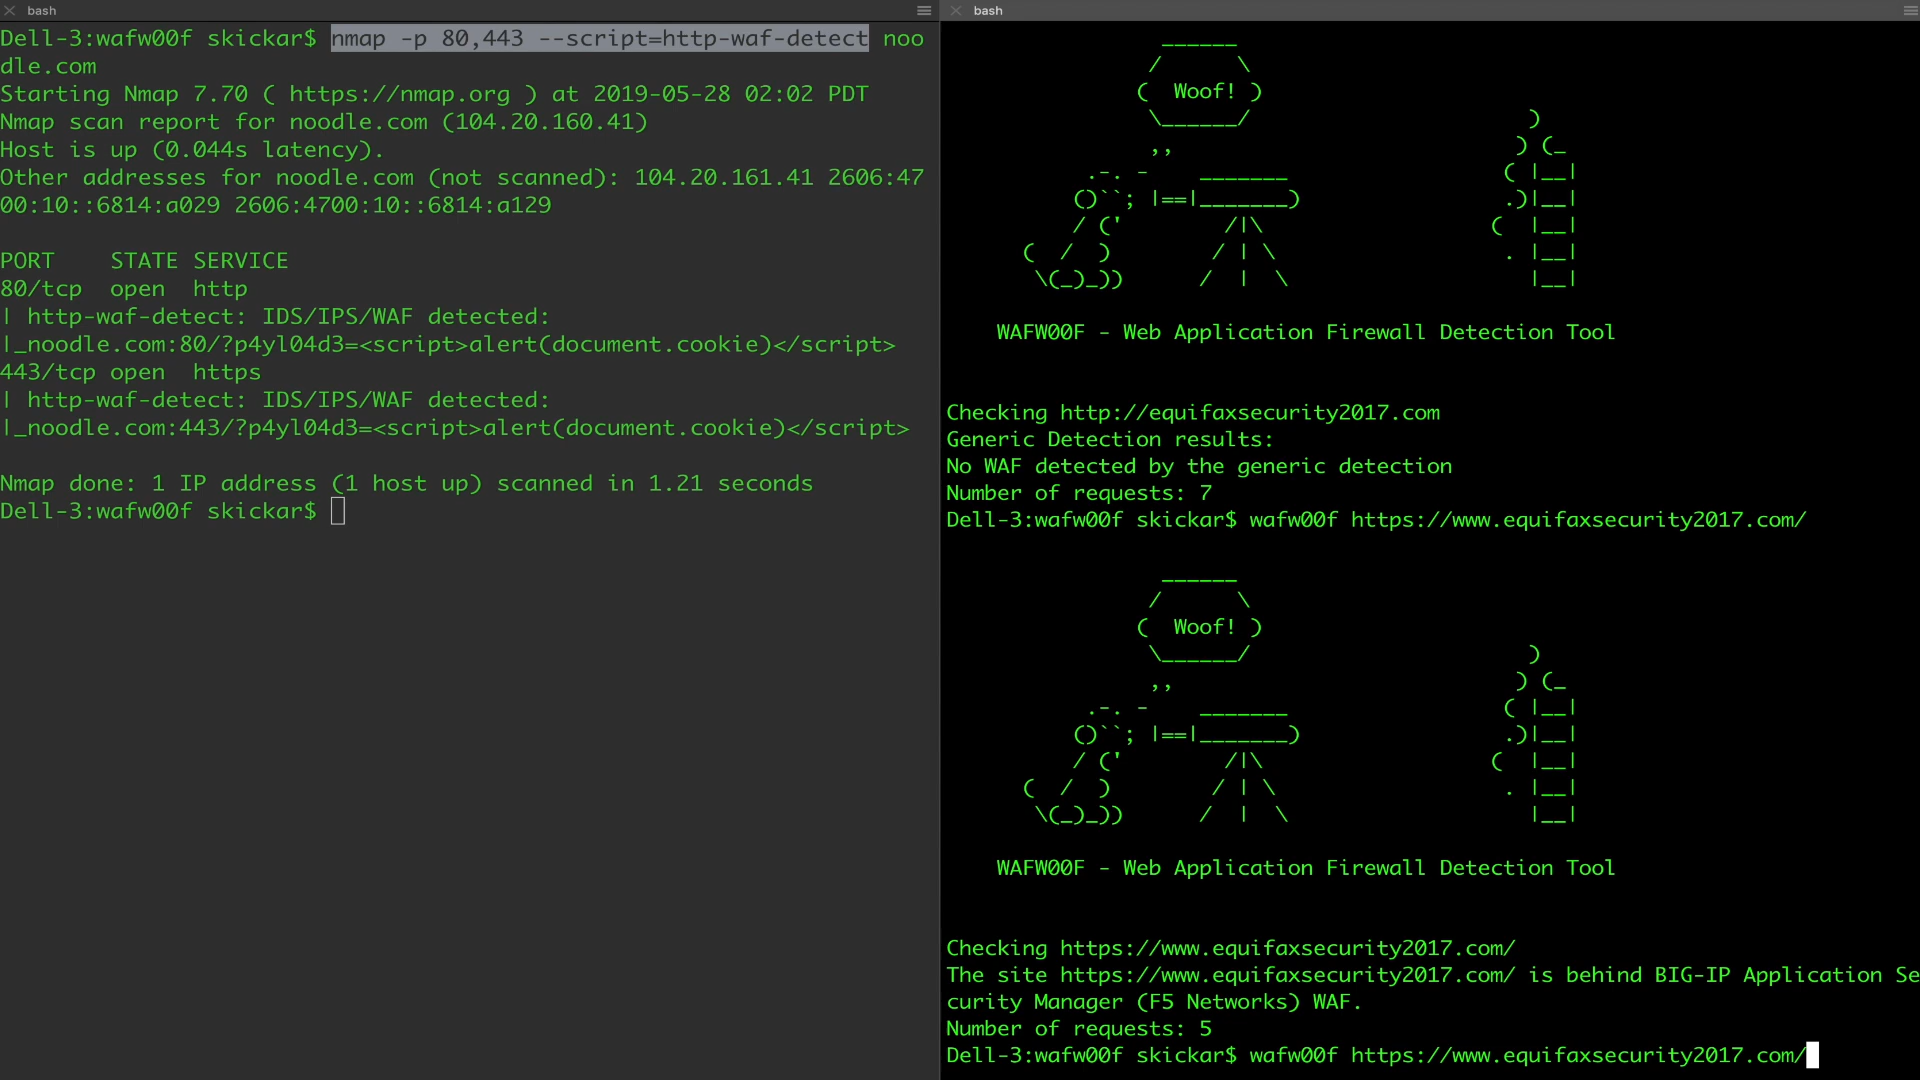 bash
Dell-3:wafw00f skickar$ nmap -p 80,443 --script=http-waf-detect noo
dle.com
Starting Nmap 7.70 ( https://nmap.org ) at 2019-05-28 02:02 PDT
Nmap scan report for noodle.com (104.20.160.41)
Host is up (0.044s latency).
Other addresses for noodle.com (not scanned): 104.20.161.41 2606:47
00:10::6814:a029 2606:4700:10::6814:a129
PORT    STATE SERVICE
80/tcp  open  http
| http-waf-detect: IDS/IPS/WAF detected:
|_noodle.com:80/?p4yl04d3=<script>alert(document.cookie)</script>
443/tcp open  https
| http-waf-detect: IDS/IPS/WAF detected:
|_noodle.com:443/?p4yl04d3=<script>alert(document.cookie)</script>
Nmap done: 1 IP address (1 host up) scanned in 1.21 seconds
Dell-3:wafw00f skickar$
bash
Woof!
WAFW00F - Web Application Firewall Detection Tool
Checking http://equifaxsecurity2017.com
Generic Detection results:
No WAF detected by the generic detection
Number of requests: 7
Dell-3:wafw00f skickar$ wafw00f https://www.equifaxsecurity2017.com/
Woof!
WAFW00F - Web Application Firewall Detection Tool
Checking https://www.equifaxsecurity2017.com/
The site https://www.equifaxsecurity2017.com/ is behind BIG-IP Application Se
curity Manager (F5 Networks) WAF.
Number of requests: 5
Dell-3:wafw00f skickar$ wafw00f https://www.equifaxsecurity2017.com/